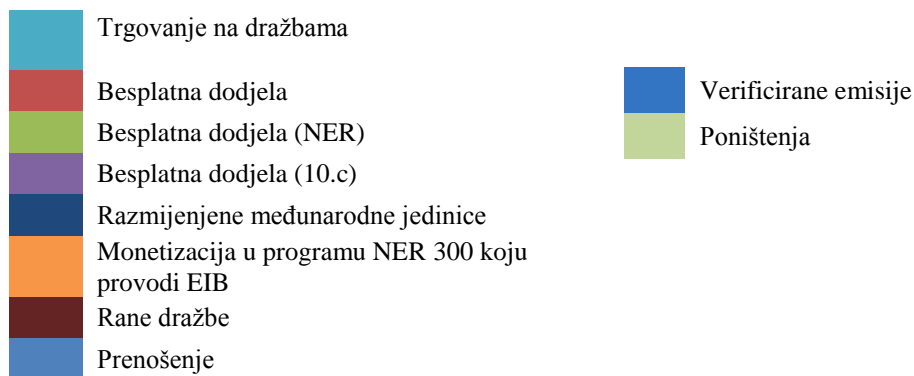 Trgovanje na dražbama
Besplatna dodjela
Besplatna dodjela (NER)
Besplatna dodjela (10.c)
Razmijenjene međunarodne jedinice
Monetizacija u programu NER 300 koju
provodi EIB
Rane dražbe
Prenošenje
Verificirane emisije
Poništenja